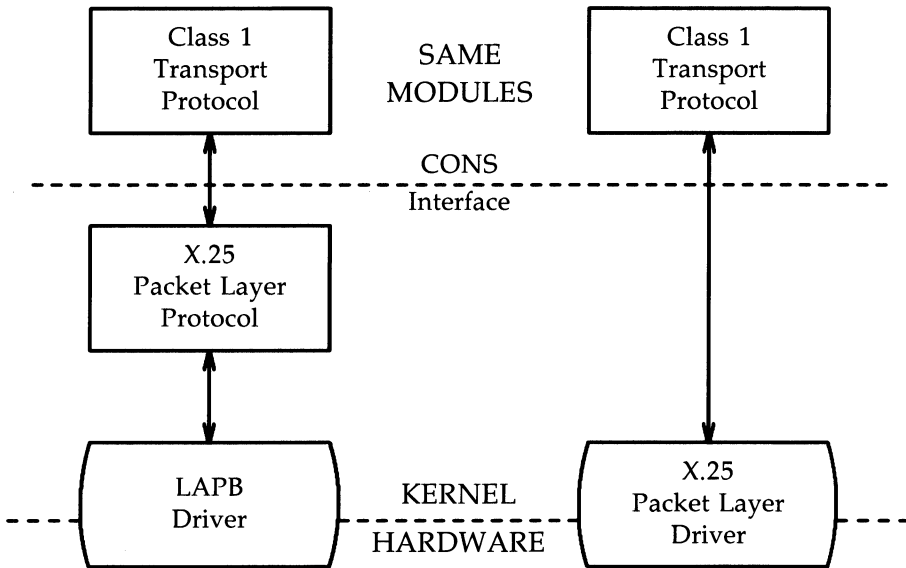 Class 1
Transport
Protocol
SAME
MODULES
Class 1
Transport
Protocol
CONS
Interface
X.25
Packet Layer
Protocol
LAPB
Driver
KERNEL
HARDWARE
X.25
Packet Layer
Driver